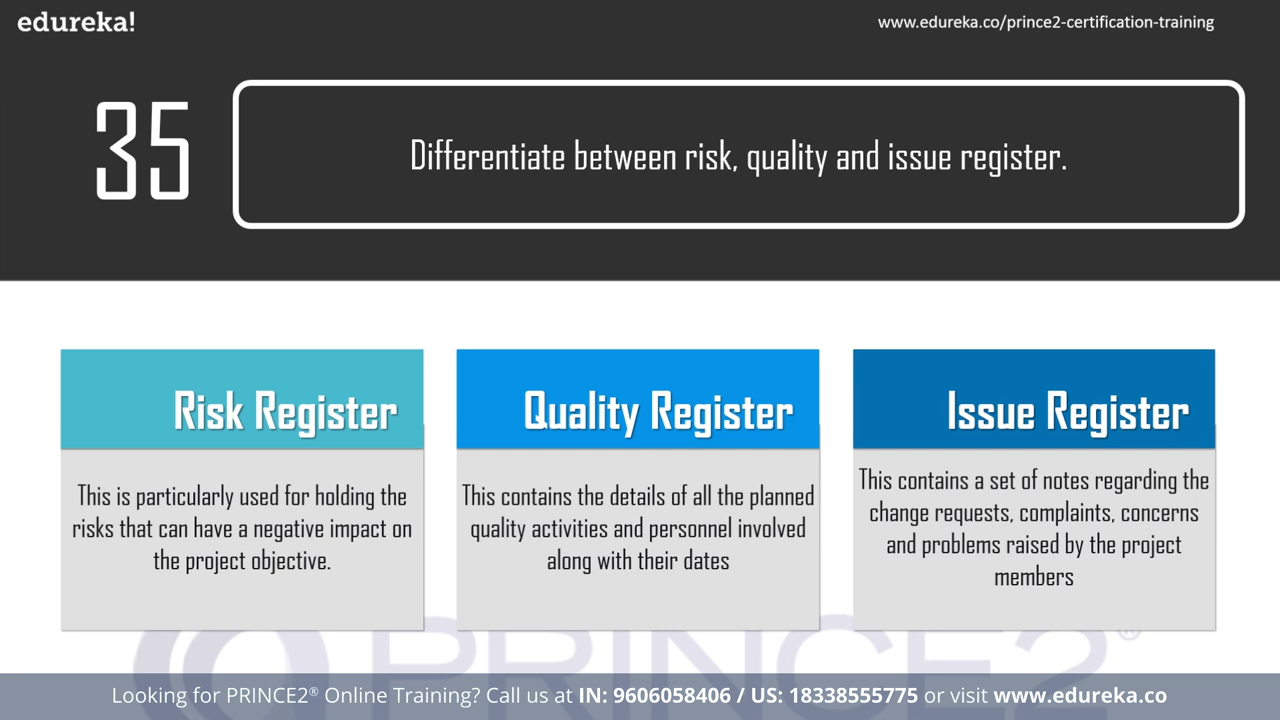 edureka!
www.edureka.co/prince2-certification-training
35
Differentiate between risk, quality and issue register.
Risk Register
This is particularly used for holding the
risks that can have a negative impact on
the project objective.
Quality Register
This contains the details of all the planned
quality activities and personnel involved
along with their dates
Issue Register
This contains a set of notes regarding the
change requests, complaints, concerns
and problems raised by the project
members
PRINCE2®
Looking for PRINCE2® Online Training? Call us at IN: 9606058406 / US: 18338555775 or visit www.edureka.co